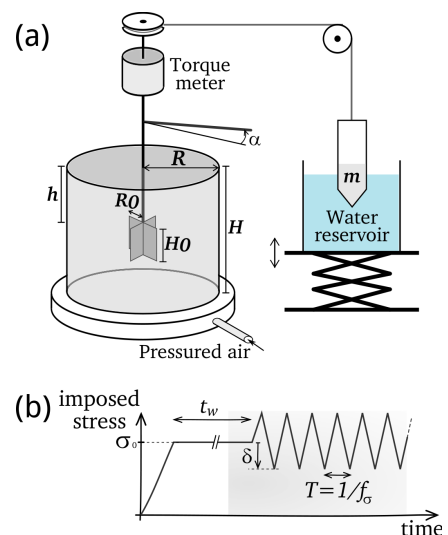 (a)
Torque
meter
α
R
h
R0
H
H0
m
Water
reservoir
Pressured air
(b)
imposed
stress
t_w
σ₀
δ
T=1/f_σ
time